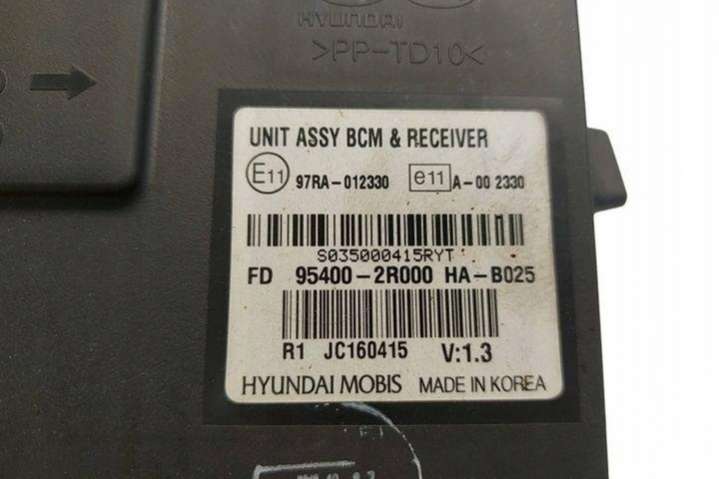 HYUNDAI
>PP-TD10<
UNIT ASSY BCM & RECEIVER
E11 97RA-012330 e11 A-00 2330
S035000415RYT
FD 95400-2R000 HA-B025
R1 JC160415 V:1.3
HYUNDAI MOBIS MADE IN KOREA